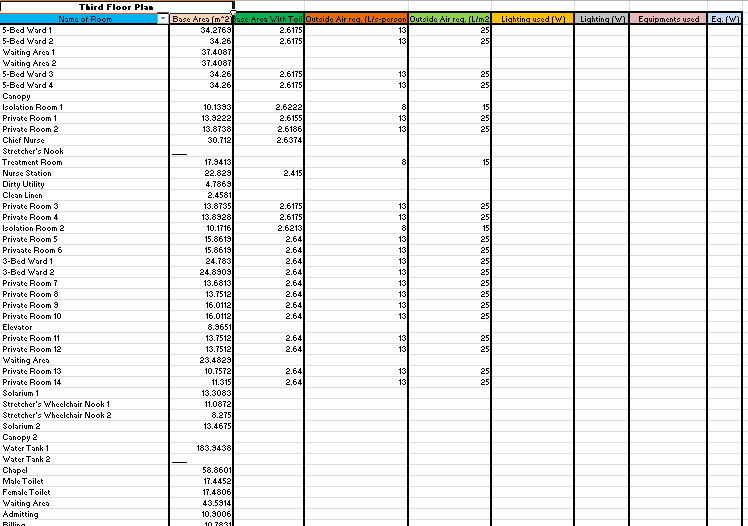 Third Floor Plan
Name of Room Base Area (m^2) ase Area With Toil Outside Air req. (L/s-person Outside Air req. (L/m2 Lighting used (W) Lighting (W) Equipments used Eq. (W)
5-Bed Ward 1 34.2769 2.6175 13 25
5-Bed Ward 2 34.26 2.6175 13 25
Waiting Area 1 37.4087
Waiting Area 2 37.4087
5-Bed Ward 3 34.26 2.6175 13 25
5-Bed Ward 4 34.26 2.6175 13 25
Canopy
Isolation Room 1 10.1393 2.6222 8 15
Private Room 1 13.9222 2.6155 13 25
Private Room 2 13.8738 2.6186 13 25
Chief Nurse 30.712 2.6374
Stretcher's Nook
Treatment Room 17.9413 8 15
Nurse Station 22.829 2.415
Dirty Utility 4.7869
Clean Linen 2.4581
Private Room 3 13.8735 2.6175 13 25
Private Room 4 13.8928 2.6175 13 25
Isolation Room 2 10.1716 2.6213 8 15
Private Room 5 15.8619 2.64 13 25
Privaate Room 6 15.8619 2.64 13 25
3-Bed Ward 1 24.783 2.64 13 25
3-Bed Ward 2 24.8909 2.64 13 25
Private Room 7 13.6813 2.64 13 25
Private Room 8 13.7512 2.64 13 25
Private Room 9 16.0112 2.64 13 25
Private Room 10 16.0112 2.64 13 25
Elevator 8.9651
Private Room 11 13.7512 2.64 13 25
Private Room 12 13.7512 2.64 13 25
Waiting Area 23.4829
Private Room 13 10.7572 2.64 13 25
Private Room 14 11.315 2.64 13 25
Solarium 1 13.3083
Stretcher's Wheelchair Nook 1 11.0872
Stretcher's Wheelchair Nook 2 8.275
Solarium 2 13.4675
Canopy 2
Water Tank 1 183.9438
Water Tank 2
Chapel 58.8601
Male Toilet 17.4452
Female Toilet 17.4806
Waiting Area 43.5914
Admitting 10.9006
Billing 10.7831